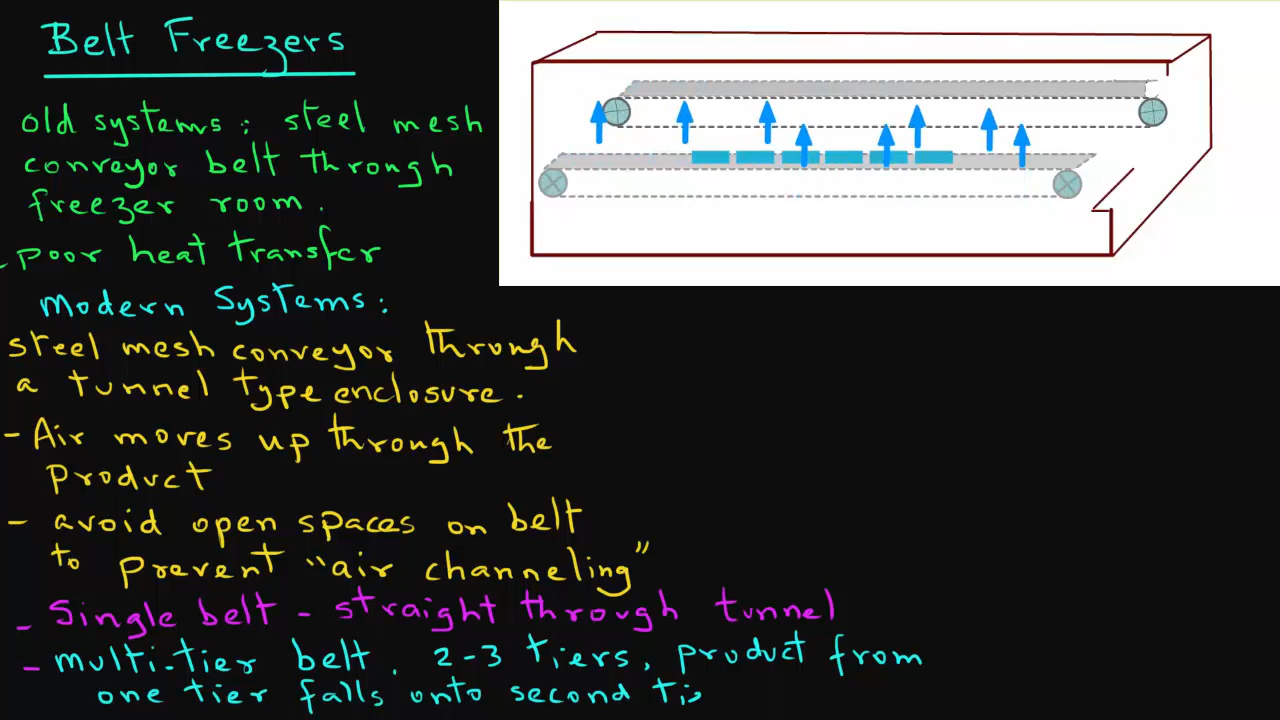 Belt Freezers
old systems: steel mesh
conveyor belt through
freezer room.
- poor heat transfer
Modern Systems:
steel mesh conveyor through
a tunnel type enclosure.
- Air moves up through the
product
- avoid open spaces on belt
to prevent "air channeling"
- Single belt - straight through tunnel
- multi-tier belt. 2-3 tiers, product from
one tier falls onto second